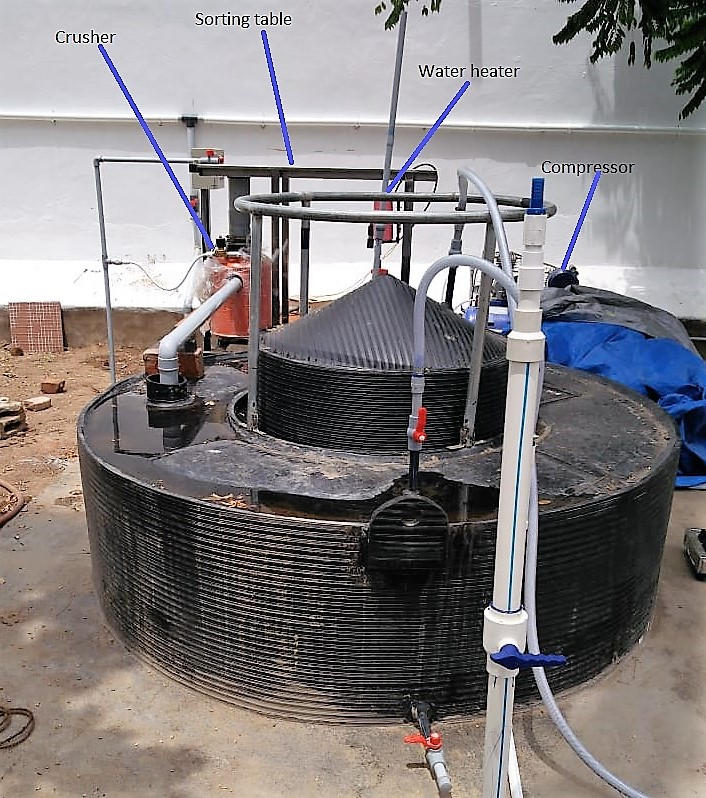 Sorting table
Crusher
Water heater
Compressor